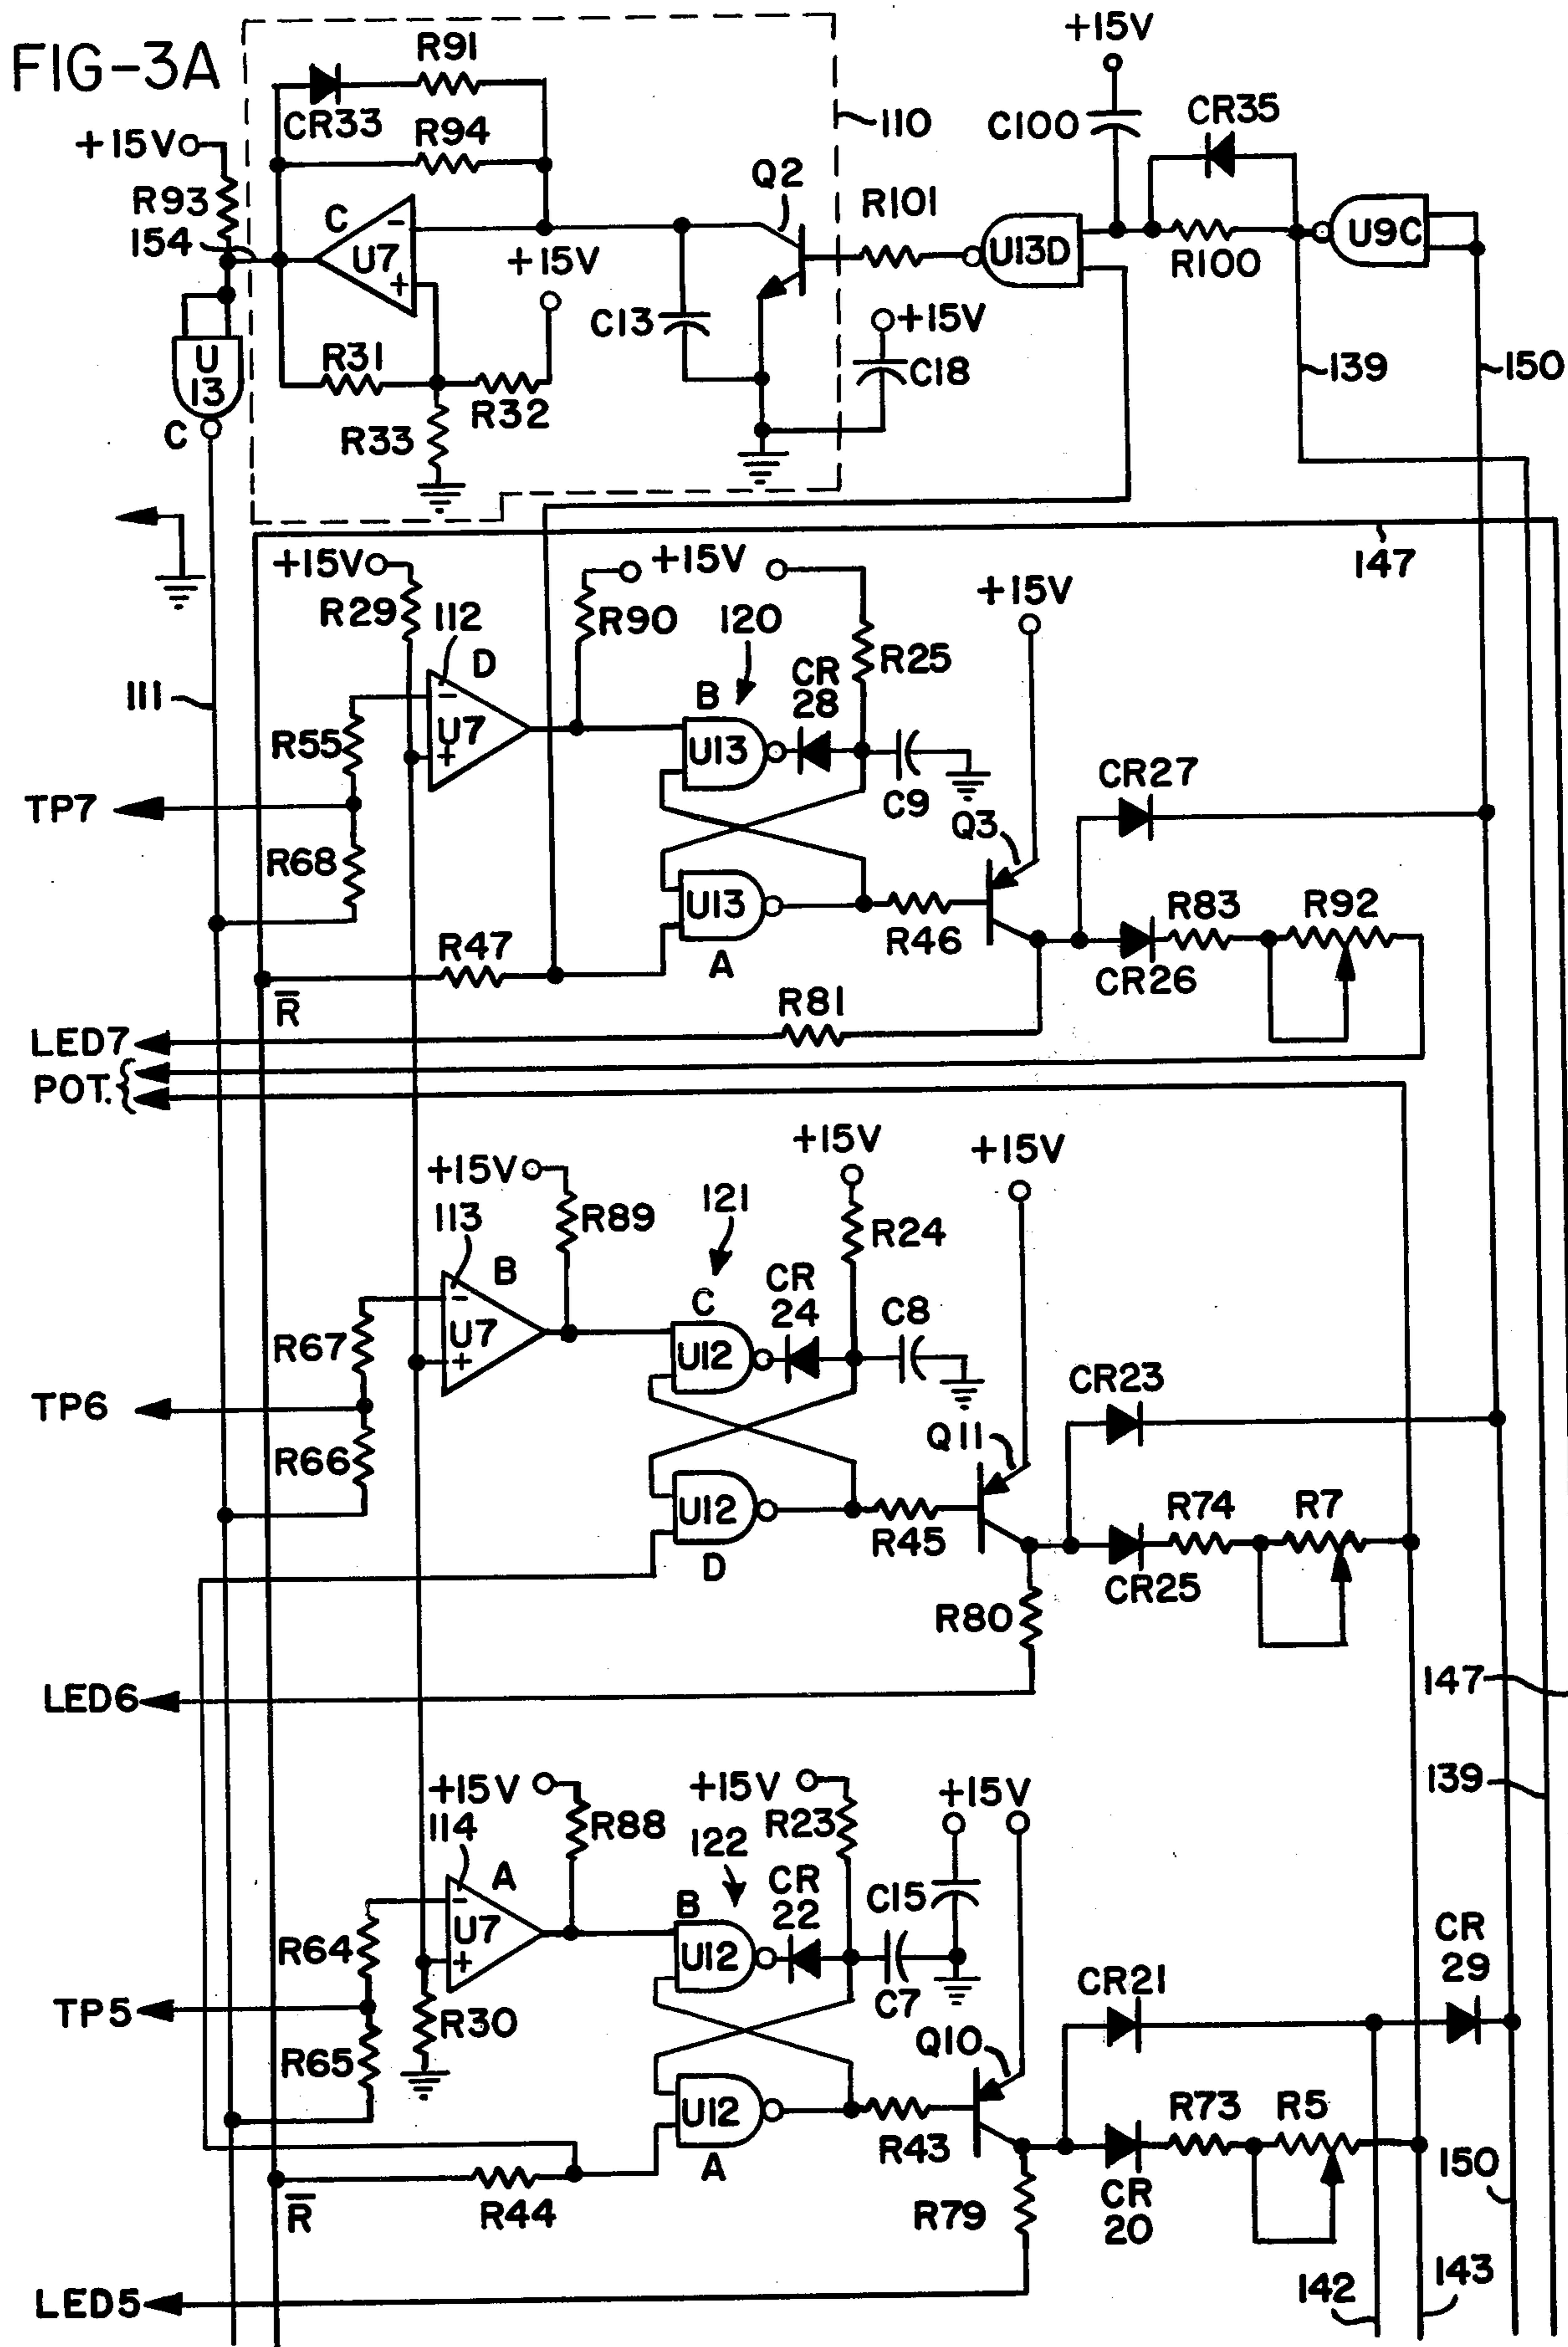 FIG-3A
+15V
R91
CR33
R94
110
C100
CR35
+15V
R93
154
C
U7
-
+
+15V
Q2
R101
U13D
R100
U9C
C13
+15V
C18
139
150
U
13
C
R31
R32
R33
147
+15V
R29
112
D
-
U7
+
+15V
R90
120
B
U13
CR
28
R25
+15V
111
R55
TP7
R68
C9
Q3
CR27
U13
A
R46
R83
R92
CR26
R47
R̅
R81
LED7
POT.
+15V
+15V
+15V
113
R89
121
R24
B
-
U7
+
C
U12
CR
24
C8
R67
TP6
R66
Q11
CR23
U12
D
R45
R74
R7
CR25
R80
LED6
147
139
+15V
114
R88
+15V
R23
+15V
122
A
-
U7
+
B
U12
CR
22
C15
C7
R64
TP5
R65
R30
Q10
CR21
CR
29
U12
A
R43
R73
R5
CR
20
R̅
R44
R79
150
142
143
LED5